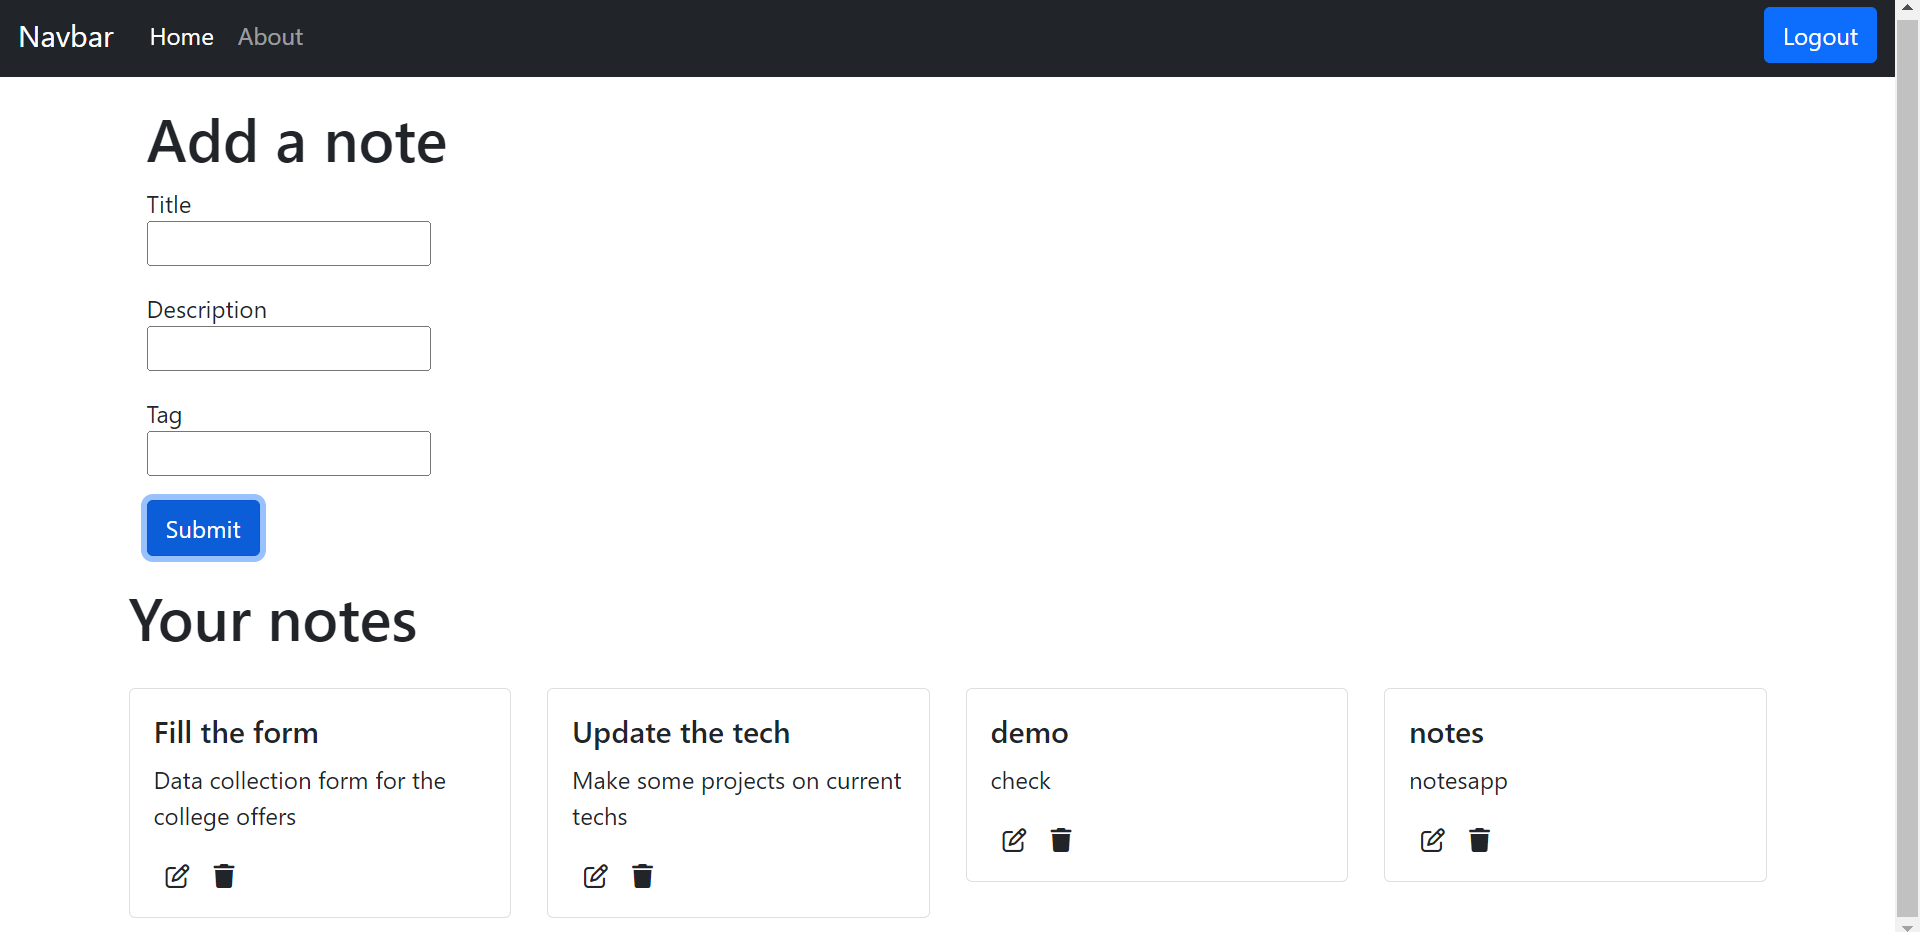 Navbar Home About Logout
Add a note
Title
Description
Tag
Submit
Your notes
Fill the form
Data collection form for the
college offers
Update the tech
Make some projects on current
techs
demo
check
notes
notesapp